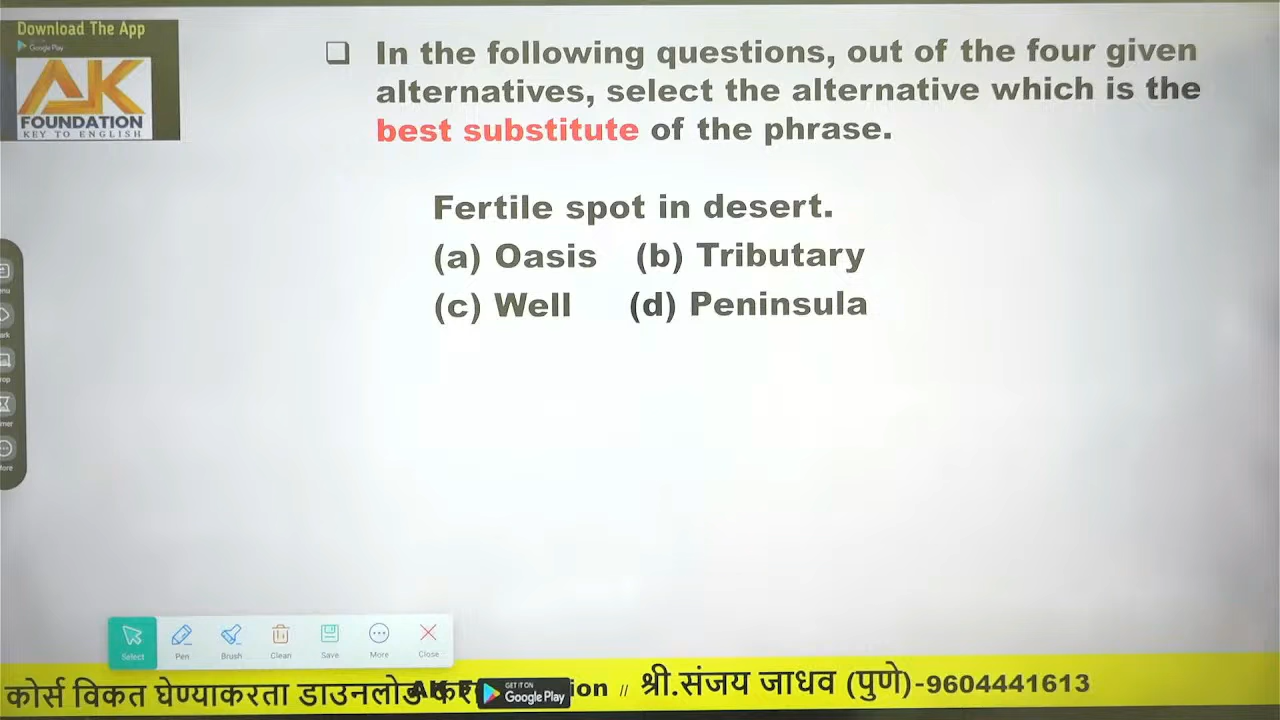 Download The App
Google Play
AK
FOUNDATION
KEY TO ENGLISH
❑ In the following questions, out of the four given
alternatives, select the alternative which is the
best substitute of the phrase.
Fertile spot in desert.
(a) Oasis (b) Tributary
(c) Well (d) Peninsula
Select Pen Brush Clean Save More Close
कोर्स विकत घेण्याकरता डाउनलोड कर
GET IT ON
Google Play
ion // श्री.संजय जाधव (पुणे)-9604441613